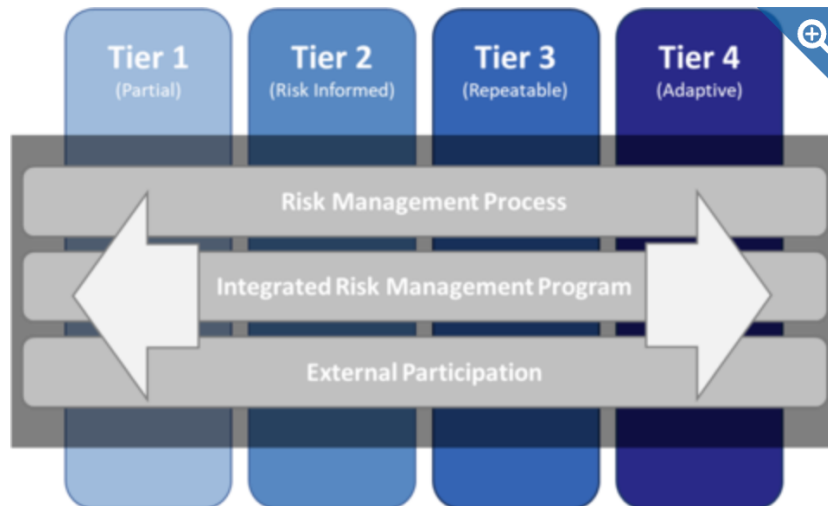 Tier 1
(Partial)
Tier 2
(Risk Informed)
Tier 3
(Repeatable)
Tier 4
(Adaptive)
Risk Management Process
Integrated Risk Management Program
External Participation